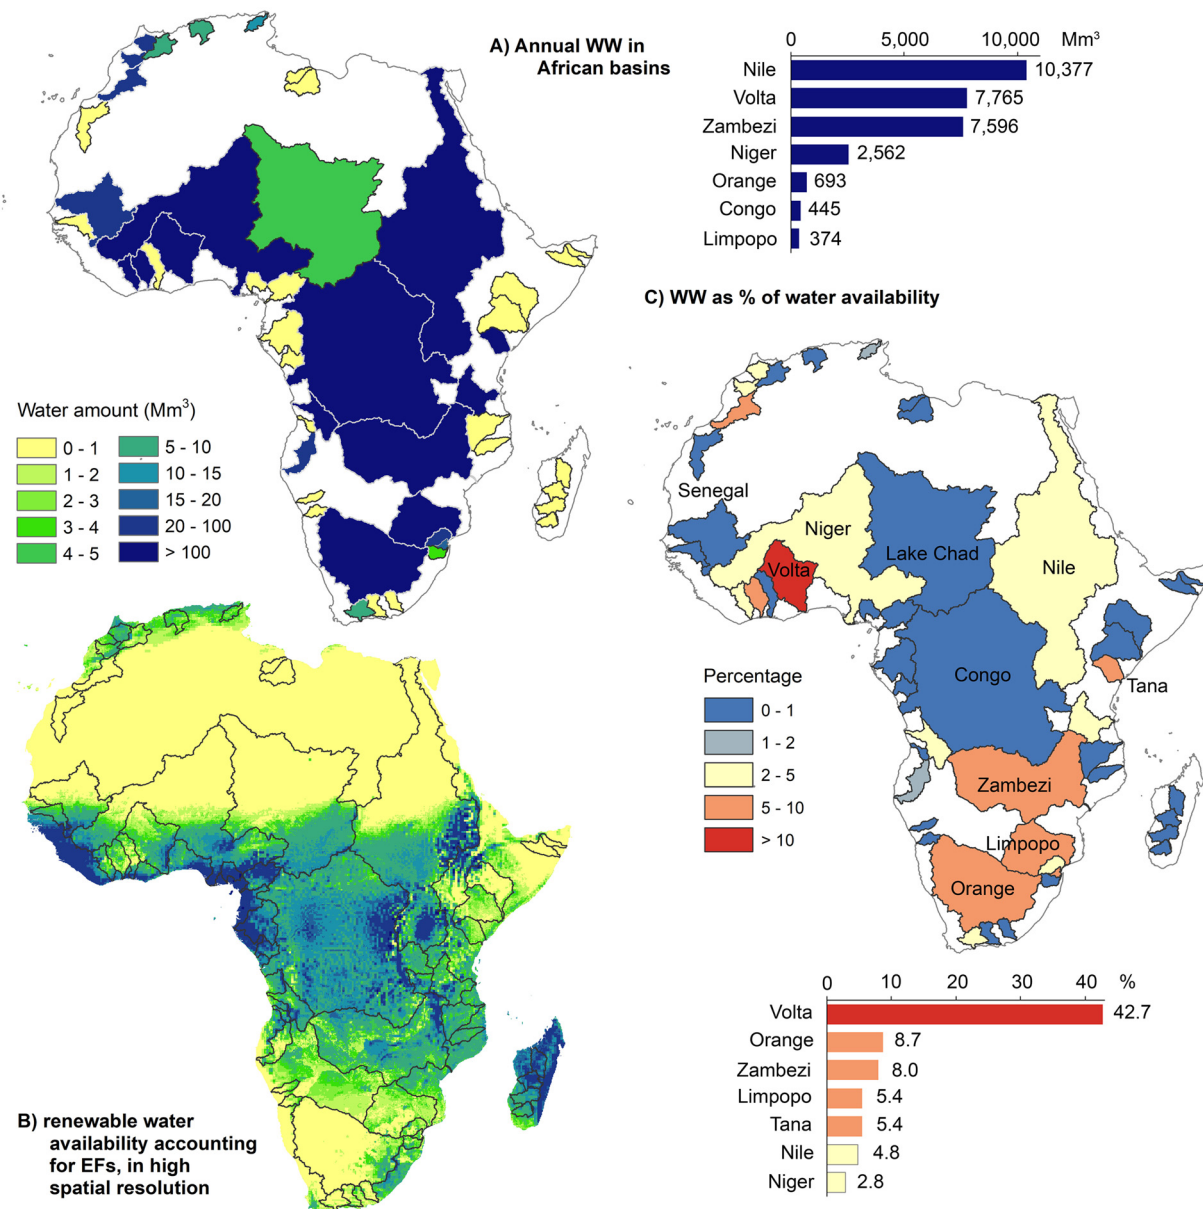 A) Annual WW in
African basins
0 5,000 10,000 Mm³
Nile 10,377
Volta 7,765
Zambezi 7,596
Niger 2,562
Orange 693
Congo 445
Limpopo 374
Water amount (Mm³)
0 - 1
1 - 2
2 - 3
3 - 4
4 - 5
5 - 10
10 - 15
15 - 20
20 - 100
> 100
B) renewable water
availability accounting
for EFs, in high
spatial resolution
C) WW as % of water availability
Senegal
Niger
Volta
Lake Chad
Nile
Congo
Tana
Zambezi
Limpopo
Orange
Percentage
0 - 1
1 - 2
2 - 5
5 - 10
> 10
0 10 20 30 40 %
Volta 42.7
Orange 8.7
Zambezi 8.0
Limpopo 5.4
Tana 5.4
Nile 4.8
Niger 2.8